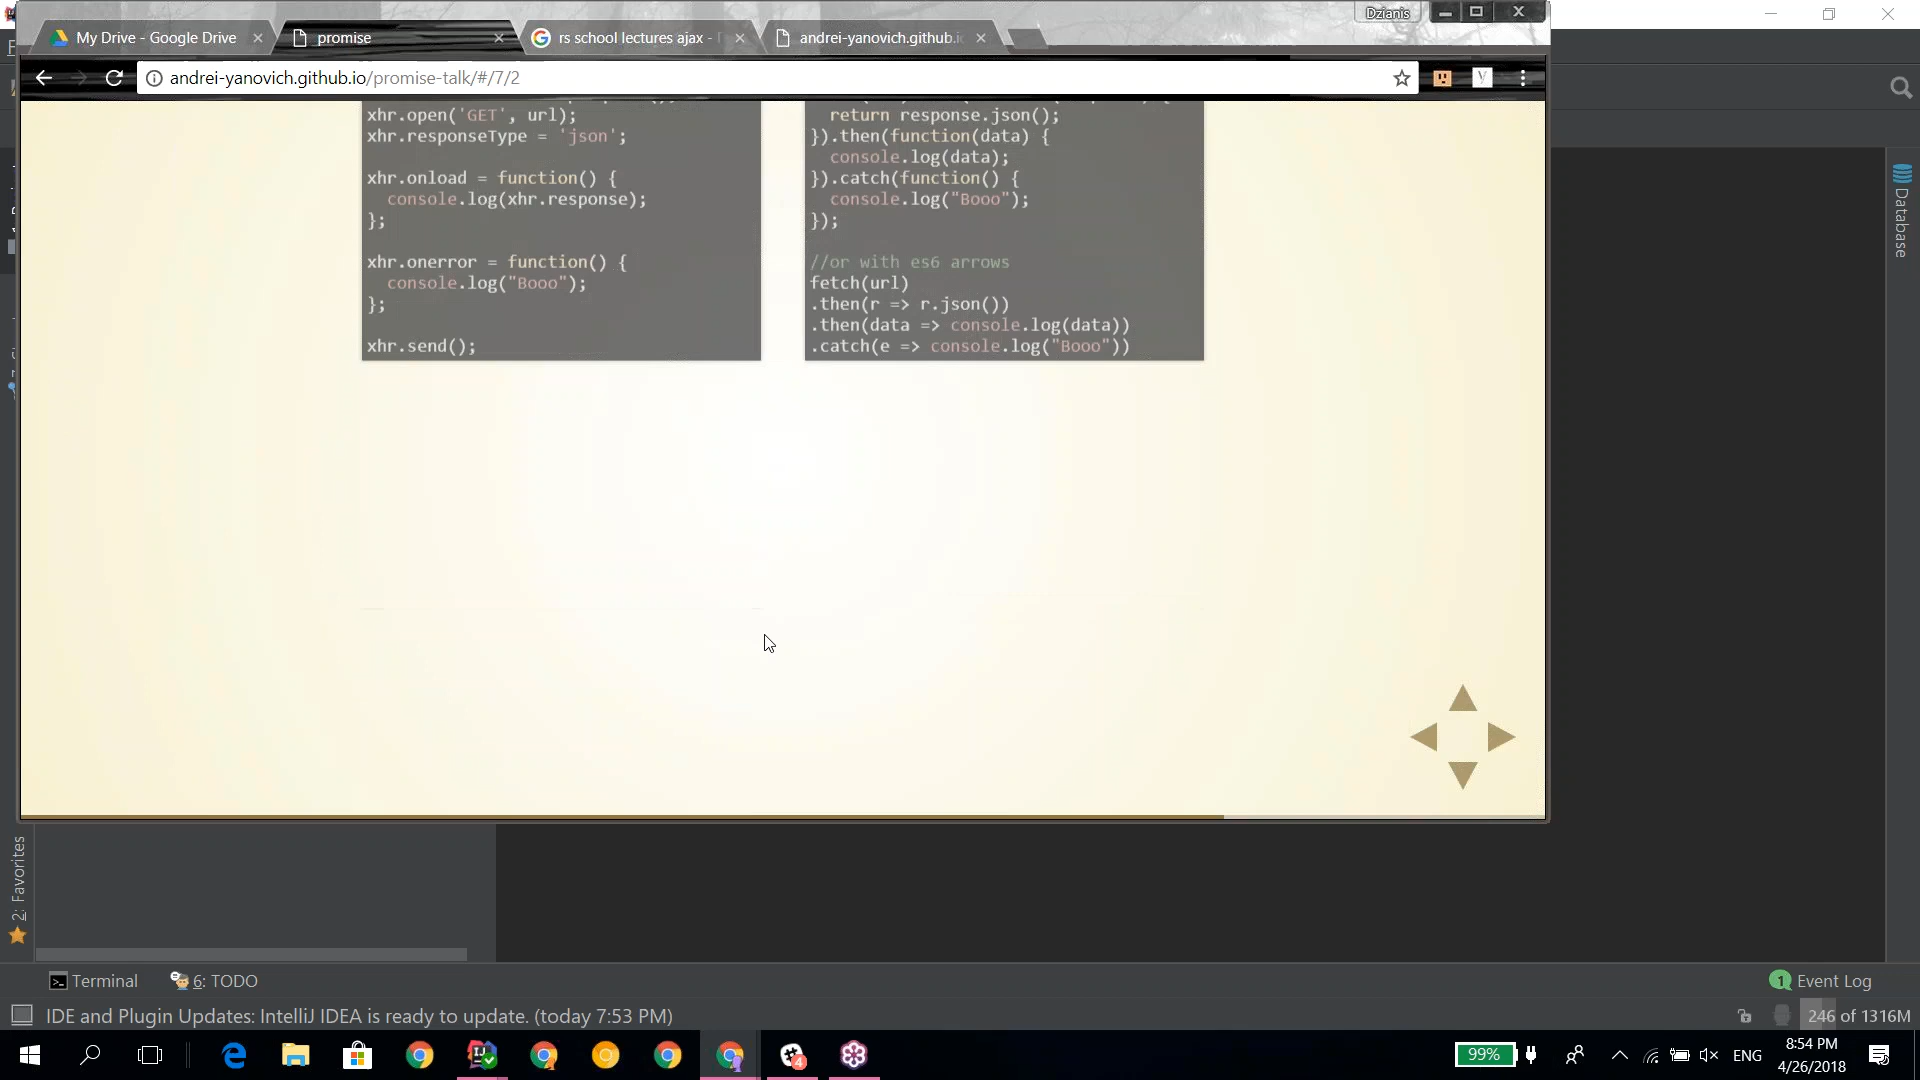 Dzianis
My Drive - Google Drive
promise
rs school lectures ajax -
andrei-yanovich.github.i
andrei-yanovich.github.io/promise-talk/#/7/2
xhr.open('GET', url);
xhr.responseType = 'json';
xhr.onload = function() {
console.log(xhr.response);
};
xhr.onerror = function() {
console.log("Booo");
};
xhr.send();
return response.json();
}).then(function(data) {
console.log(data);
}).catch(function() {
console.log("Booo");
});
//or with es6 arrows
fetch(url)
.then(r => r.json())
.then(data => console.log(data))
.catch(e => console.log("Booo"))
Database
2: Favorites
Terminal
6: TODO
1
Event Log
IDE and Plugin Updates: IntelliJ IDEA is ready to update. (today 7:53 PM)
246 of 1316M
4
99%
ENG
8:54 PM
4/26/2018